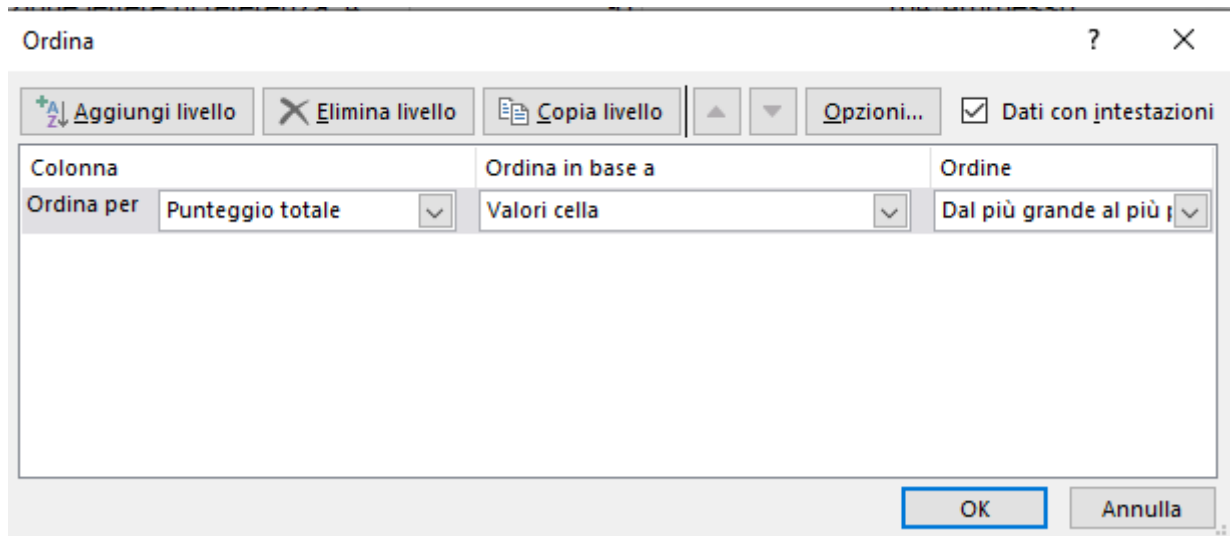 Ordina ?
Aggiungi livello Elimina livello Copia livello Opzioni... Dati con intestazioni
Colonna Ordina in base a Ordine
Ordina per Punteggio totale Valori cella Dal più grande al più
OK Annulla